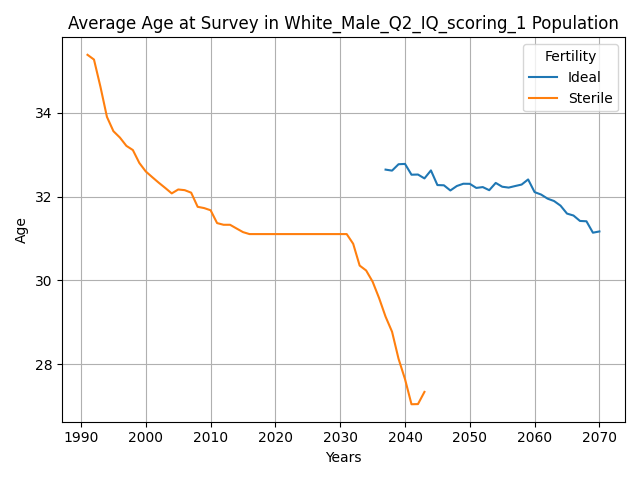 Average Age at Survey in White_Male_Q2_IQ_scoring_1 Population
Fertility
Ideal
Sterile
Age
34
32
30
28
1990 2000 2010 2020 2030 2040 2050 2060 2070
Years